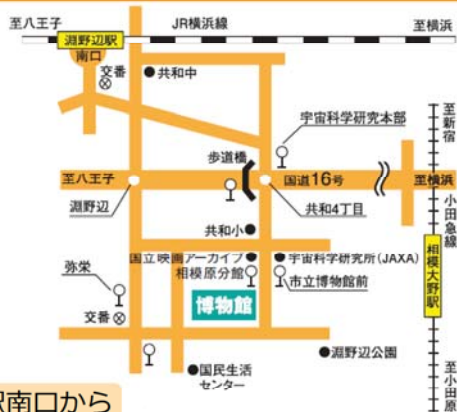 至八王子
JR横浜線
至横浜
淵野辺駅
南口
交番
共和中
宇宙科学研究本部
至新宿
歩道橋
至八王子
国道16号
至横浜
淵野辺
共和4丁目
小田急線
共和小
国立映画アーカイブ
相模原分館
宇宙科学研究所(JAXA)
市立博物館前
相模大野駅
弥栄
博物館
交番
淵野辺公園
国民生活
センター
至小田原
駅南口から